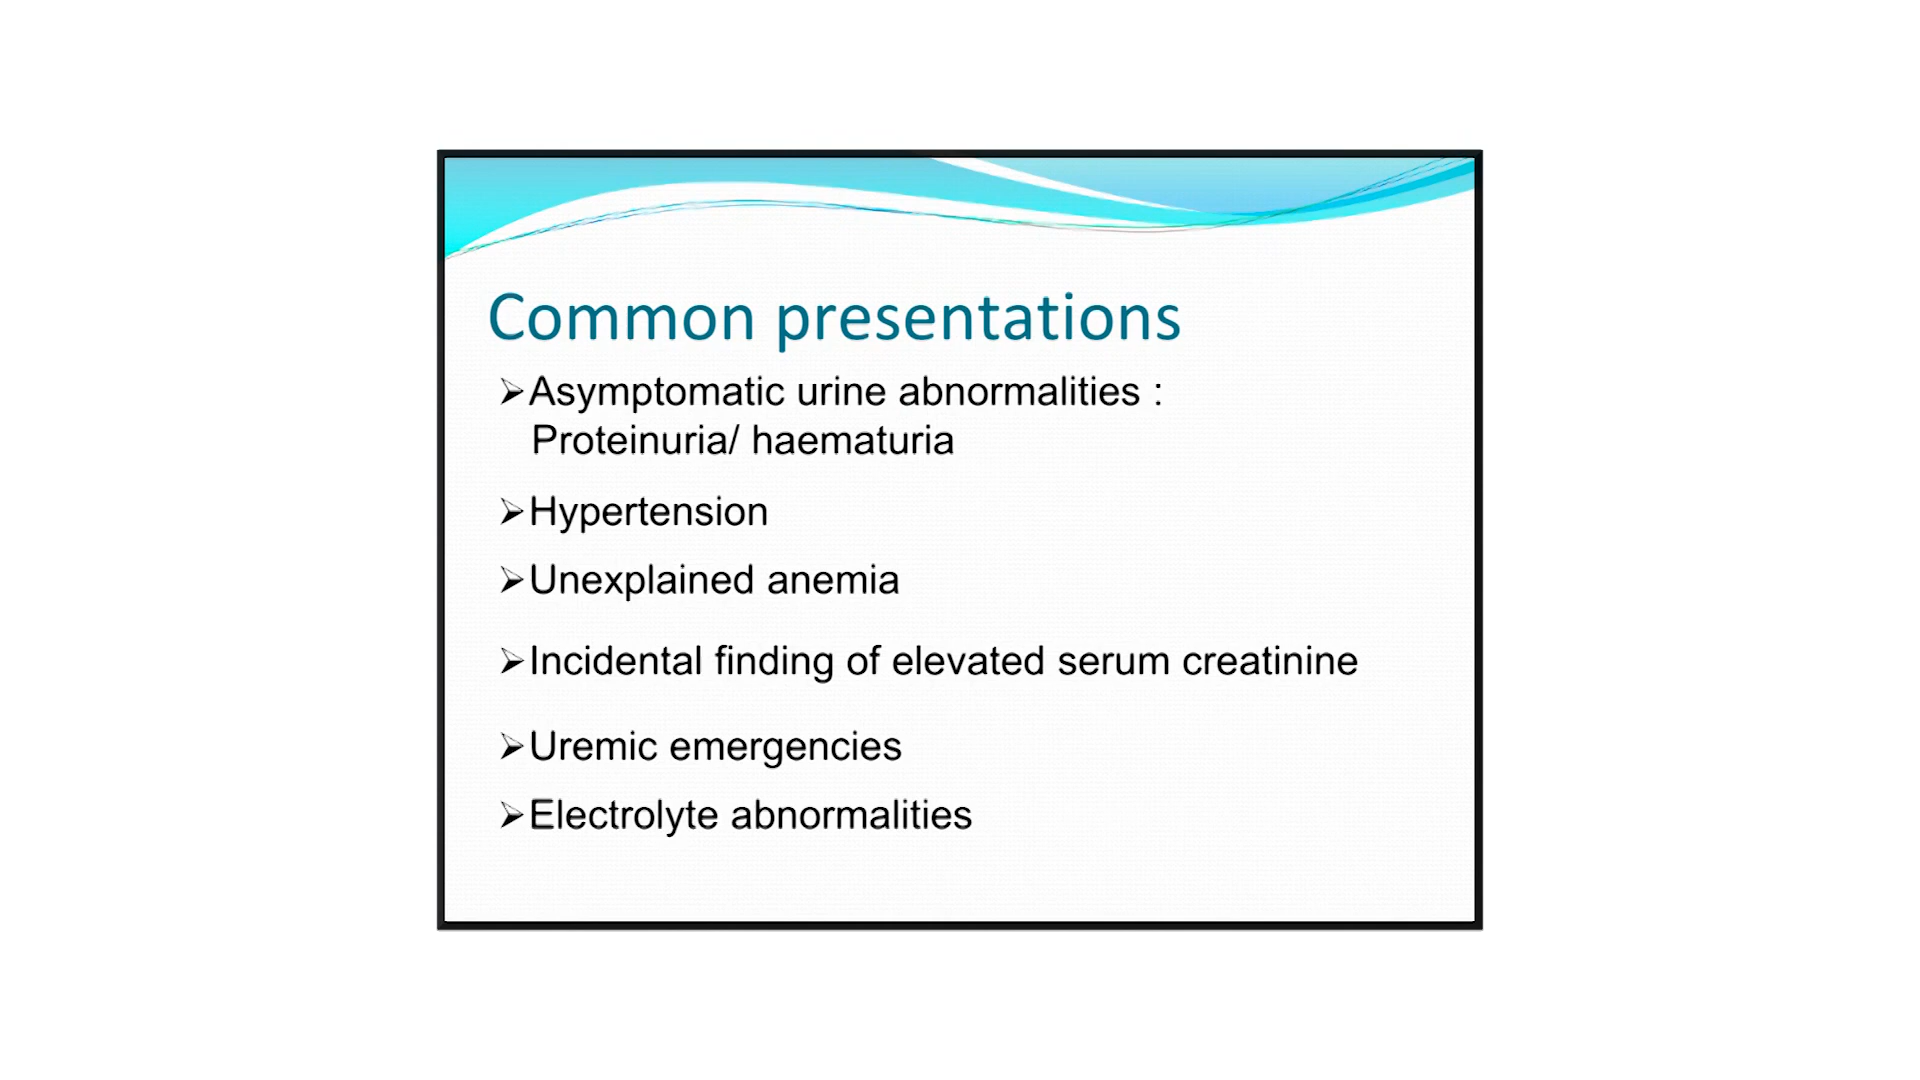 Common presentations
➢Asymptomatic urine abnormalities :
Proteinuria/ haematuria
➢Hypertension
➢Unexplained anemia
➢Incidental finding of elevated serum creatinine
➢Uremic emergencies
➢Electrolyte abnormalities